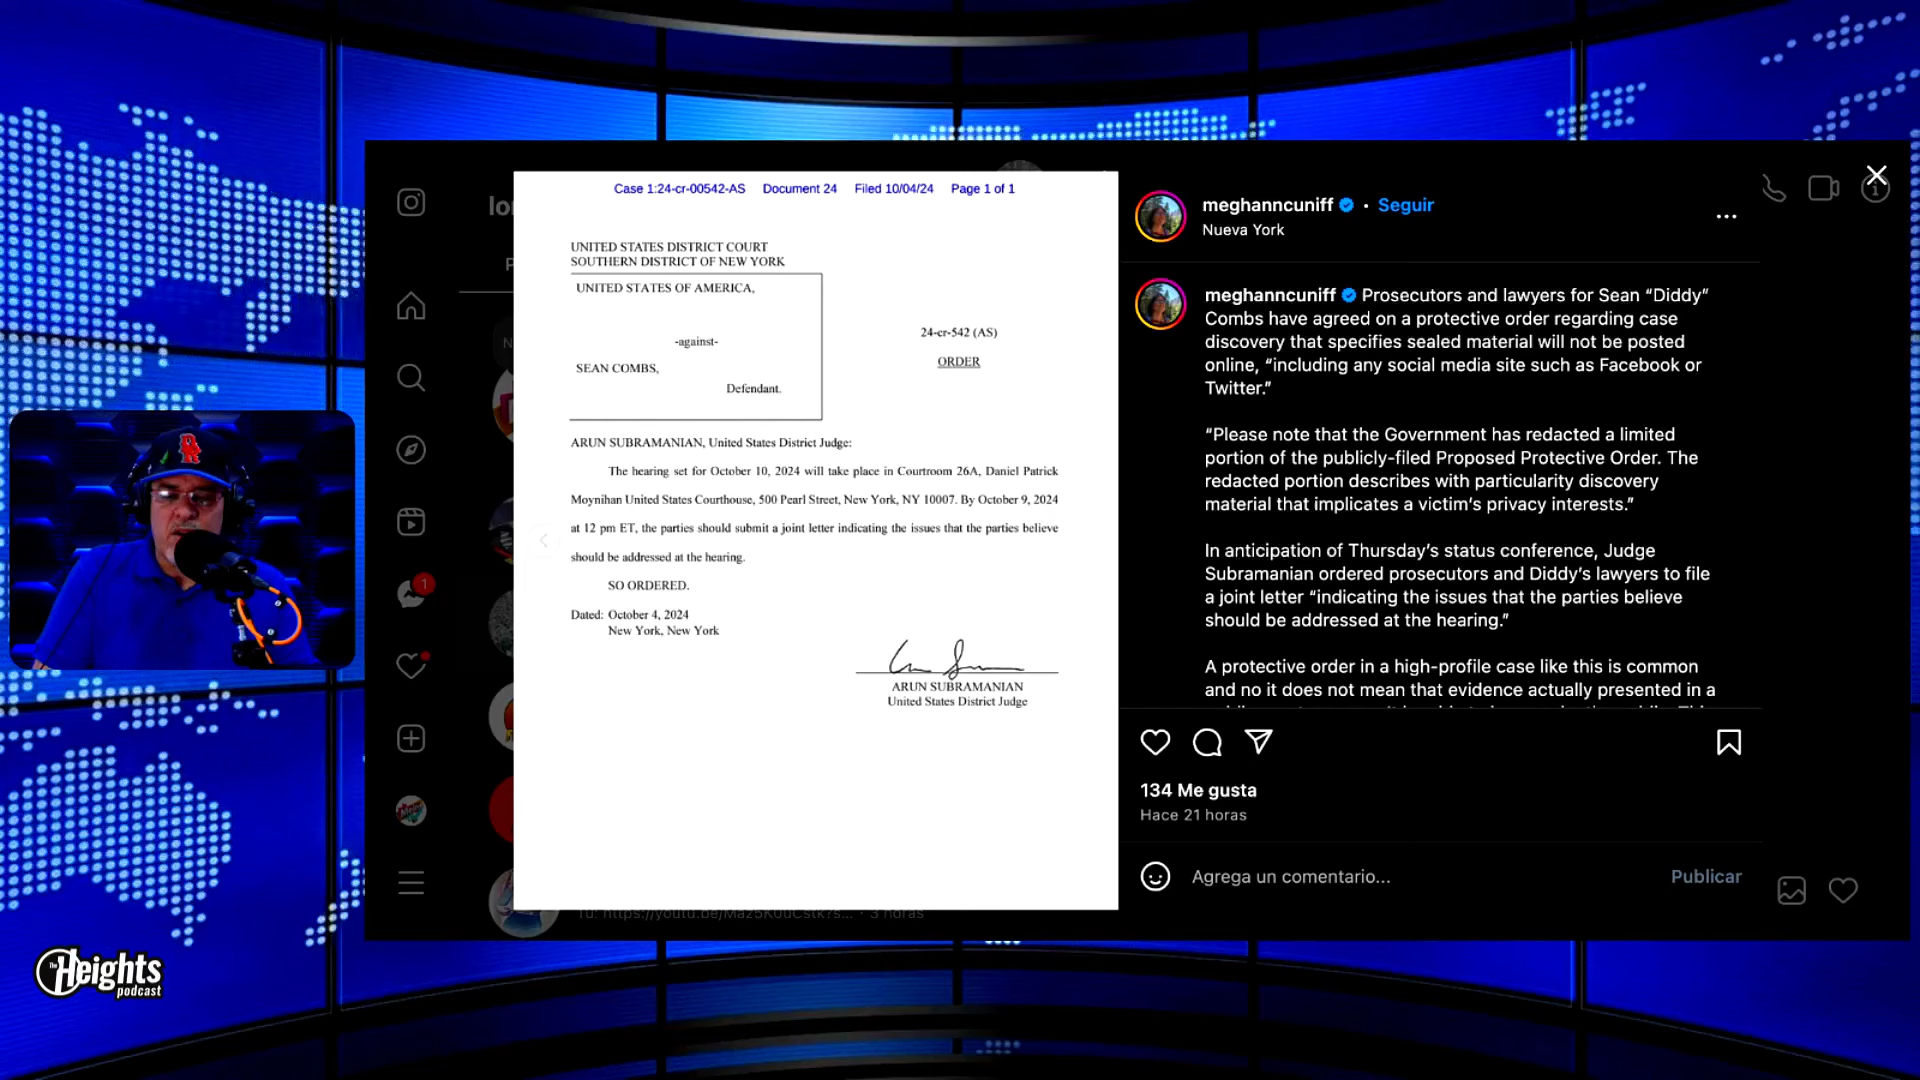 Case 1:24-cr-00542-AS Document 24 Filed 10/04/24 Page 1 of 1
UNITED STATES DISTRICT COURT
SOUTHERN DISTRICT OF NEW YORK
UNITED STATES OF AMERICA,
-against-
SEAN COMBS,
Defendant.
24-cr-542 (AS)
ORDER
ARUN SUBRAMANIAN, United States District Judge:
The hearing set for October 10, 2024 will take place in Courtroom 26A, Daniel Patrick
Moynihan United States Courthouse, 500 Pearl Street, New York, NY 10007. By October 9, 2024
at 12 pm ET, the parties should submit a joint letter indicating the issues that the parties believe
should be addressed at the hearing.
SO ORDERED.
Dated: October 4, 2024
New York, New York
ARUN SUBRAMANIAN
United States District Judge
meghanncuniff • Seguir
Nueva York
meghanncuniff Prosecutors and lawyers for Sean “Diddy”
Combs have agreed on a protective order regarding case
discovery that specifies sealed material will not be posted
online, “including any social media site such as Facebook or
Twitter.”
“Please note that the Government has redacted a limited
portion of the publicly-filed Proposed Protective Order. The
redacted portion describes with particularity discovery
material that implicates a victim’s privacy interests.”
In anticipation of Thursday’s status conference, Judge
Subramanian ordered prosecutors and Diddy’s lawyers to file
a joint letter “indicating the issues that the parties believe
should be addressed at the hearing.”
A protective order in a high-profile case like this is common
and no it does not mean that evidence actually presented in a
134 Me gusta
Hace 21 horas
Agrega un comentario...
Publicar
1
1
3 horas
The Heights
podcast